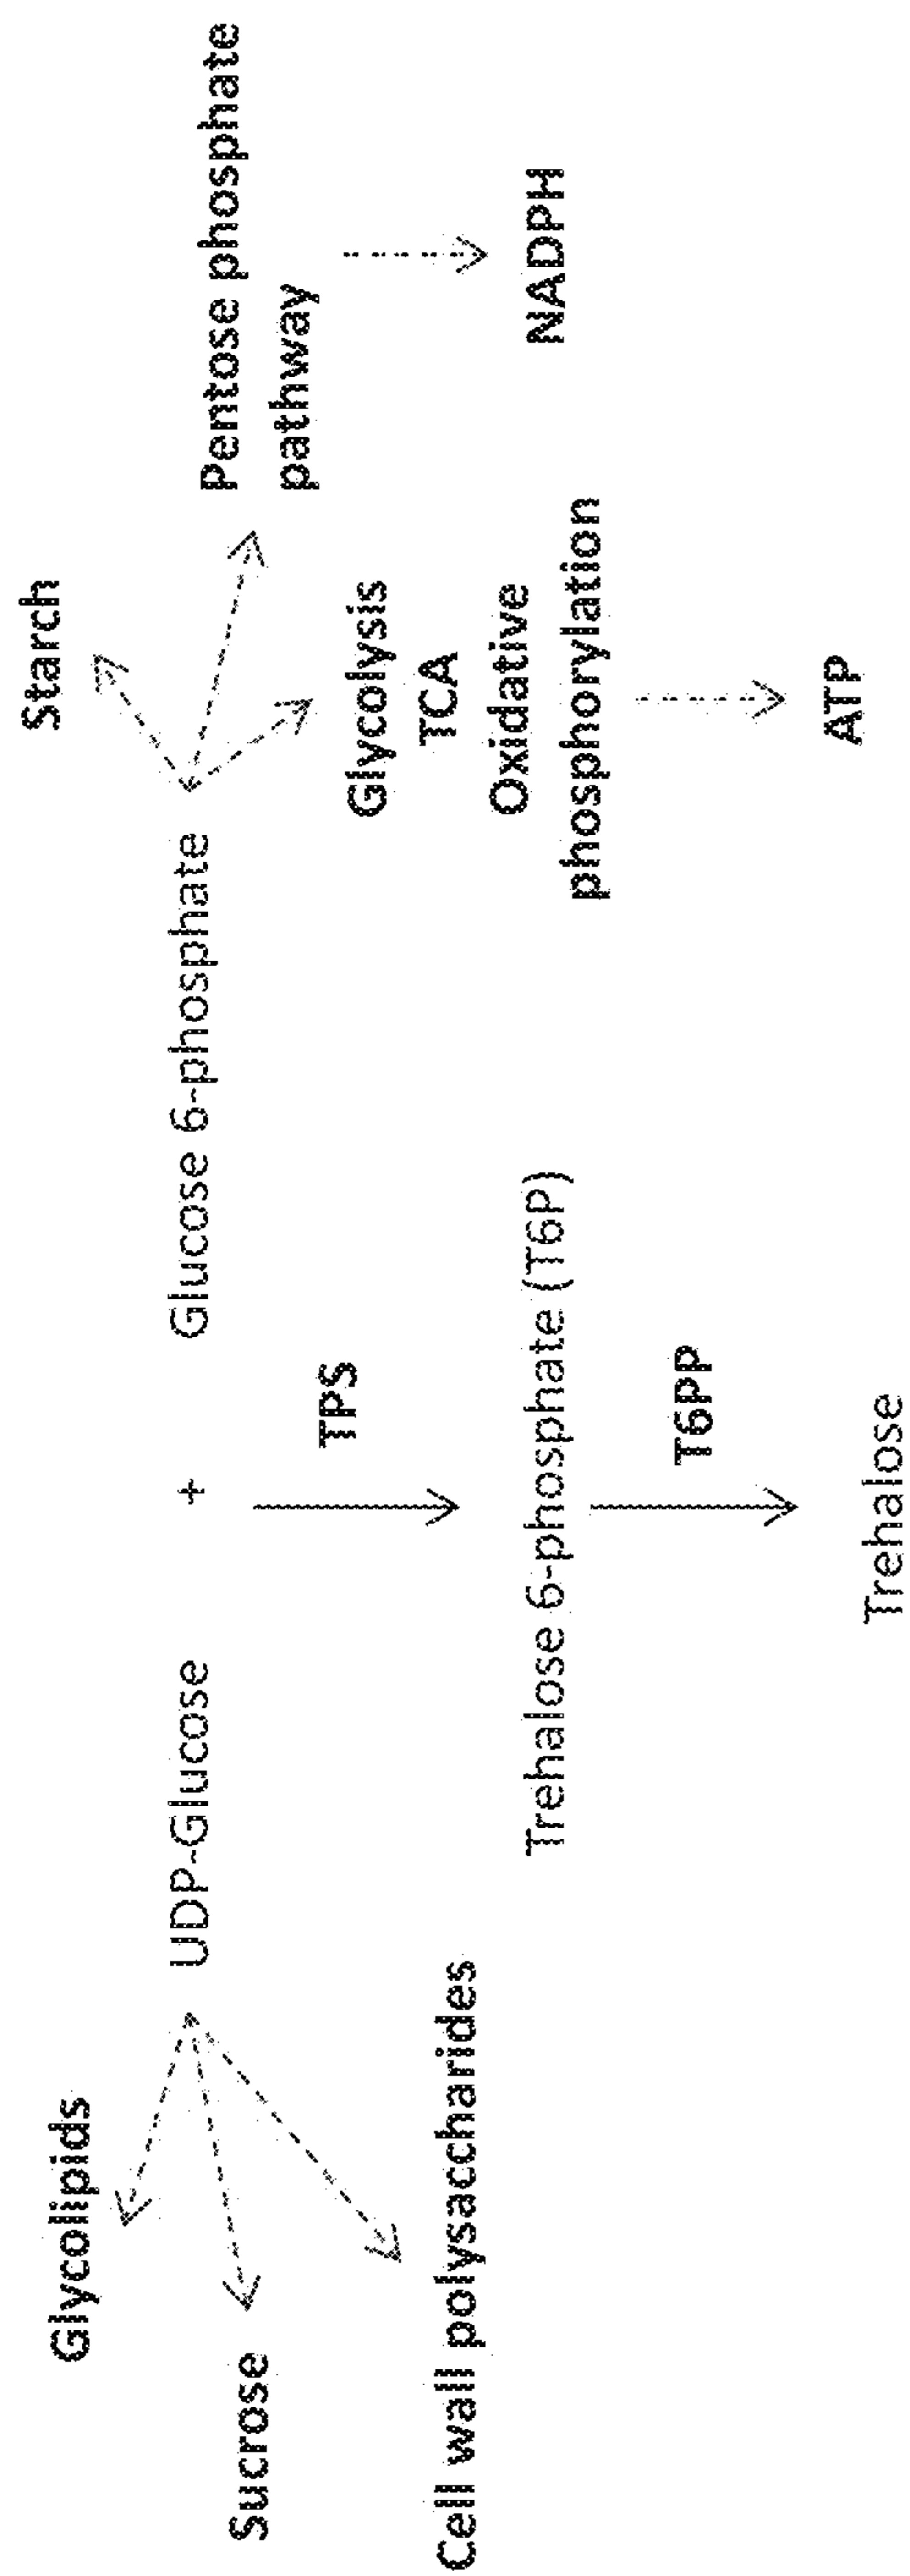 Glycolipids
Sucrose
Cell wall polysaccharides
UDP-Glucose
+
Glucose 6-phosphate
TPS
Trehalose 6-phosphate (T6P)
T6PP
Trehalose
Starch
Pentose phosphate
pathway
NADPH
Glycolysis
TCA
Oxidative
phosphorylation
ATP